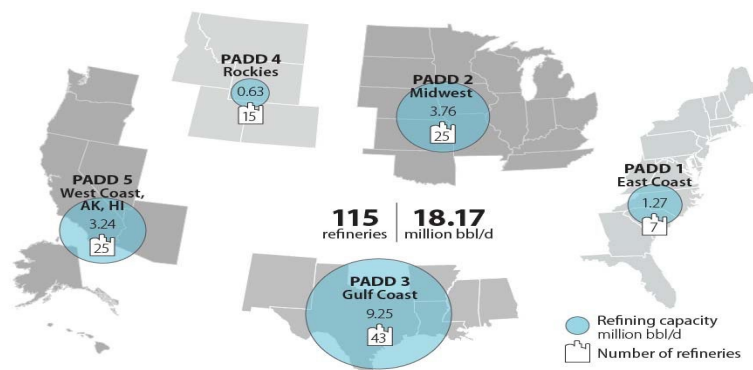 PADD 4
Rockies
0.63
15
PADD 2
Midwest
3.76
25
PADD 5
West Coast,
AK, HI
3.24
25
PADD 1
East Coast
1.27
7
115
refineries
18.17
million bbl/d
PADD 3
Gulf Coast
9.25
43
Refining capacity
million bbl/d
Number of refineries